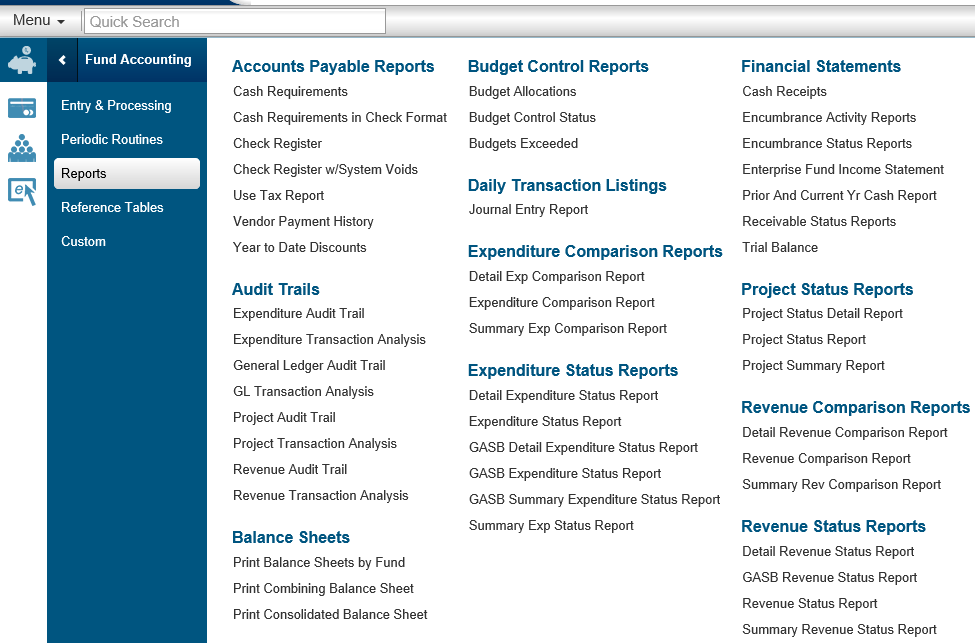 Menu
Quick Search
Fund Accounting
Entry & Processing
Periodic Routines
Reports
Reference Tables
Custom
Accounts Payable Reports
Cash Requirements
Cash Requirements in Check Format
Check Register
Check Register w/System Voids
Use Tax Report
Vendor Payment History
Year to Date Discounts
Audit Trails
Expenditure Audit Trail
Expenditure Transaction Analysis
General Ledger Audit Trail
GL Transaction Analysis
Project Audit Trail
Project Transaction Analysis
Revenue Audit Trail
Revenue Transaction Analysis
Balance Sheets
Print Balance Sheets by Fund
Print Combining Balance Sheet
Print Consolidated Balance Sheet
Budget Control Reports
Budget Allocations
Budget Control Status
Budgets Exceeded
Daily Transaction Listings
Journal Entry Report
Expenditure Comparison Reports
Detail Exp Comparison Report
Expenditure Comparison Report
Summary Exp Comparison Report
Expenditure Status Reports
Detail Expenditure Status Report
Expenditure Status Report
GASB Detail Expenditure Status Report
GASB Expenditure Status Report
GASB Summary Expenditure Status Report
Summary Exp Status Report
Financial Statements
Cash Receipts
Encumbrance Activity Reports
Encumbrance Status Reports
Enterprise Fund Income Statement
Prior And Current Yr Cash Report
Receivable Status Reports
Trial Balance
Project Status Reports
Project Status Detail Report
Project Status Report
Project Summary Report
Revenue Comparison Reports
Detail Revenue Comparison Report
Revenue Comparison Report
Summary Rev Comparison Report
Revenue Status Reports
Detail Revenue Status Report
GASB Revenue Status Report
Revenue Status Report
Summary Revenue Status Report